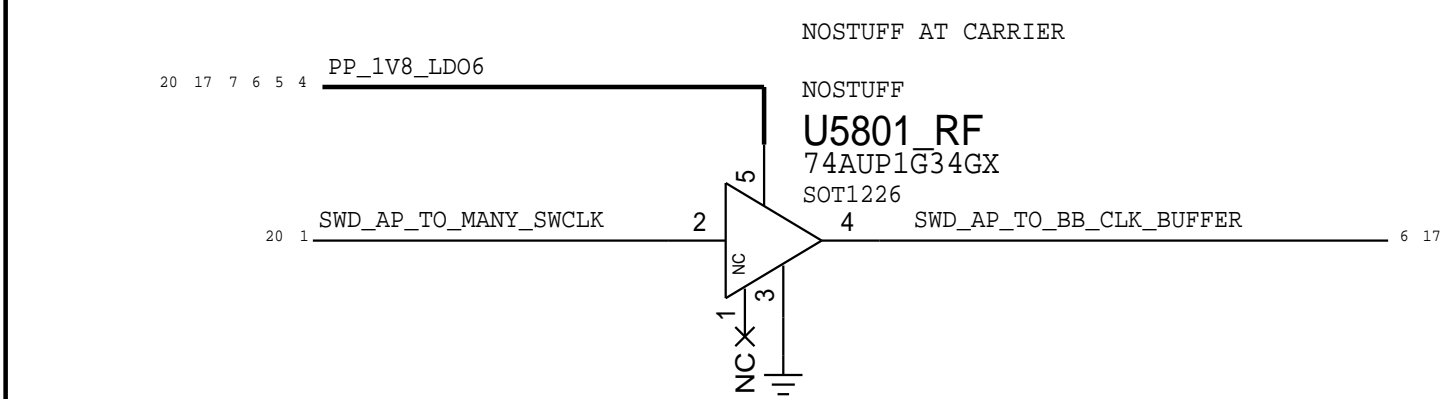 NOSTUFF AT CARRIER
20 17 7 6 5 4 PP_1V8_LDO6
NOSTUFF
U5801_RF
74AUP1G34GX
SOT1226
5
20 1 SWD_AP_TO_MANY_SWCLK 2 4 SWD_AP_TO_BB_CLK_BUFFER 6 17
NC
1 3
NC